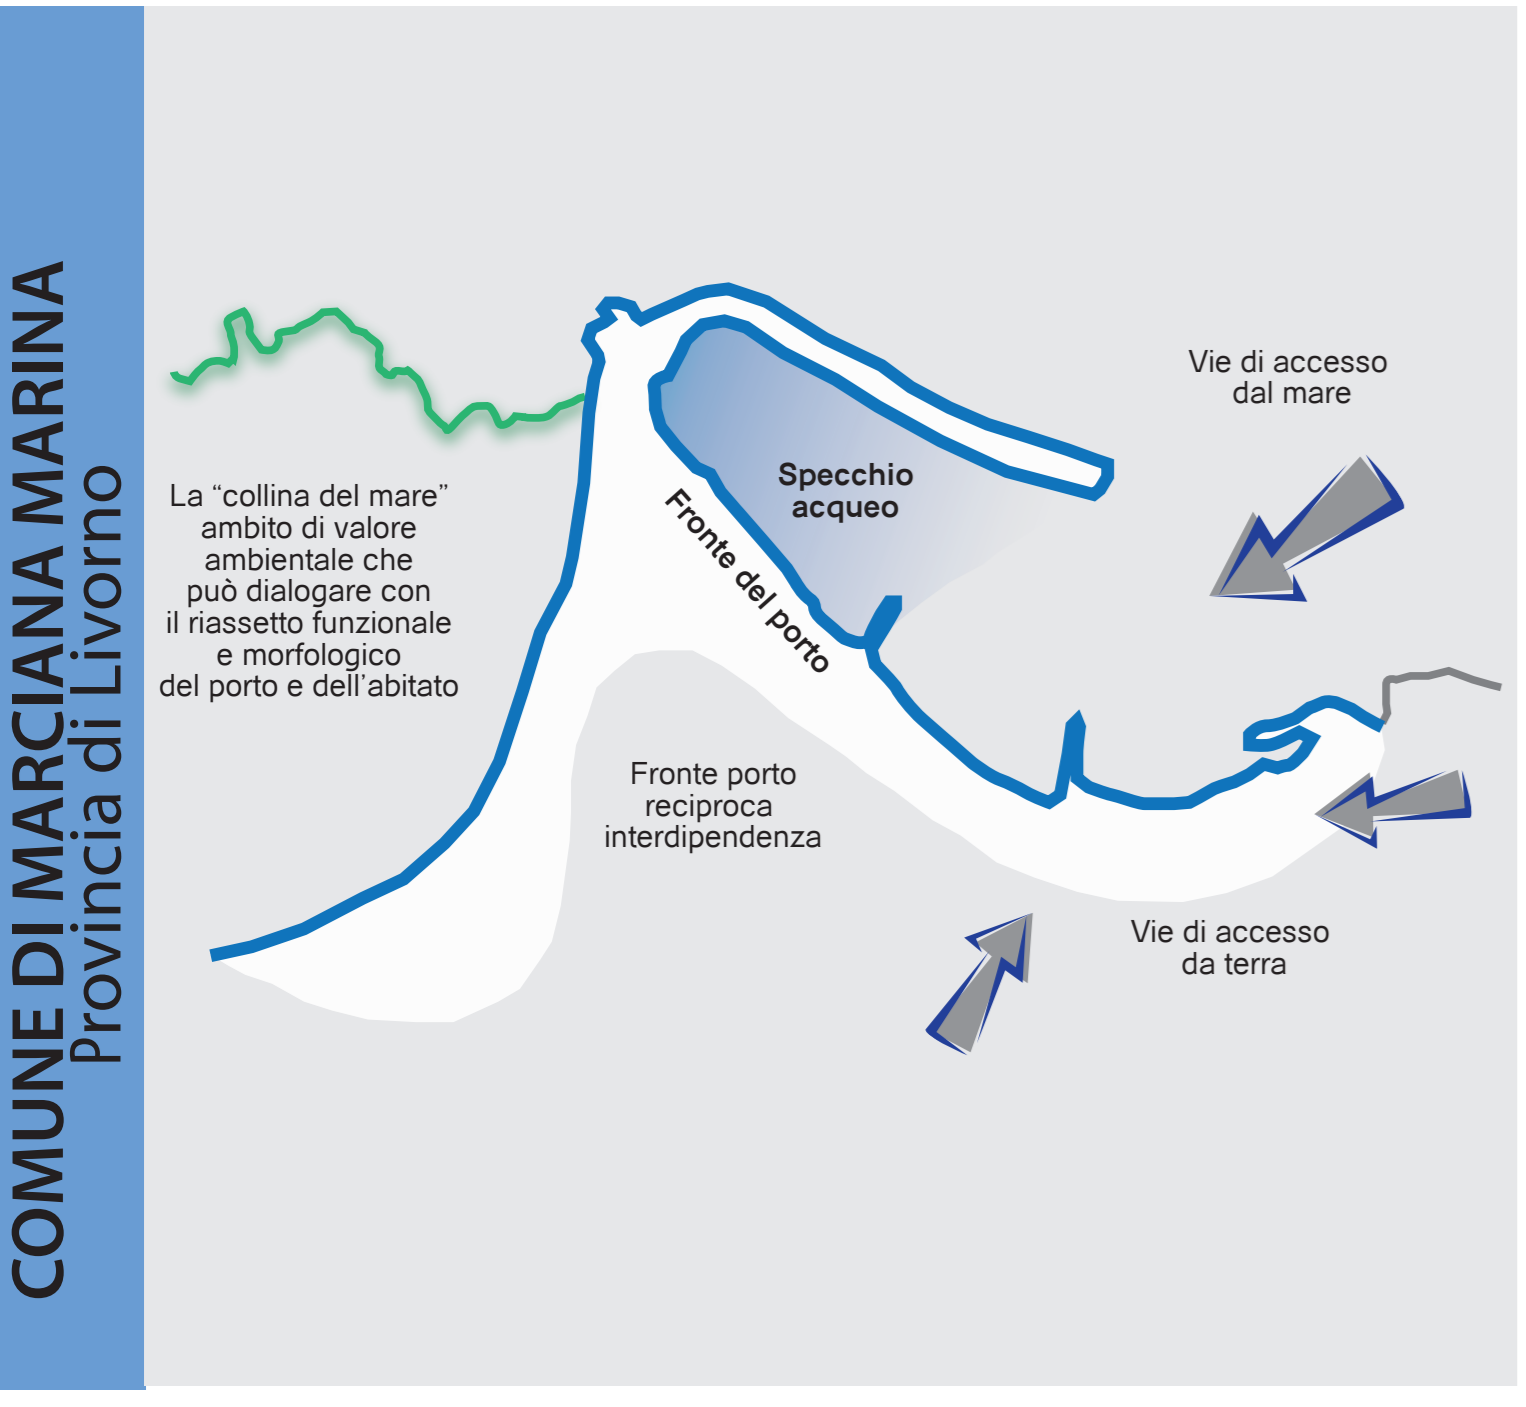 COMUNE DI MARCIANA MARINA
Provincia di Livorno
La “collina del mare”
ambito di valore
ambientale che
può dialogare con
il riassetto funzionale
e morfologico
del porto e dell’abitato
Specchio
acqueo
Fronte del porto
Vie di accesso
dal mare
Fronte porto
reciproca
interdipendenza
Vie di accesso
da terra